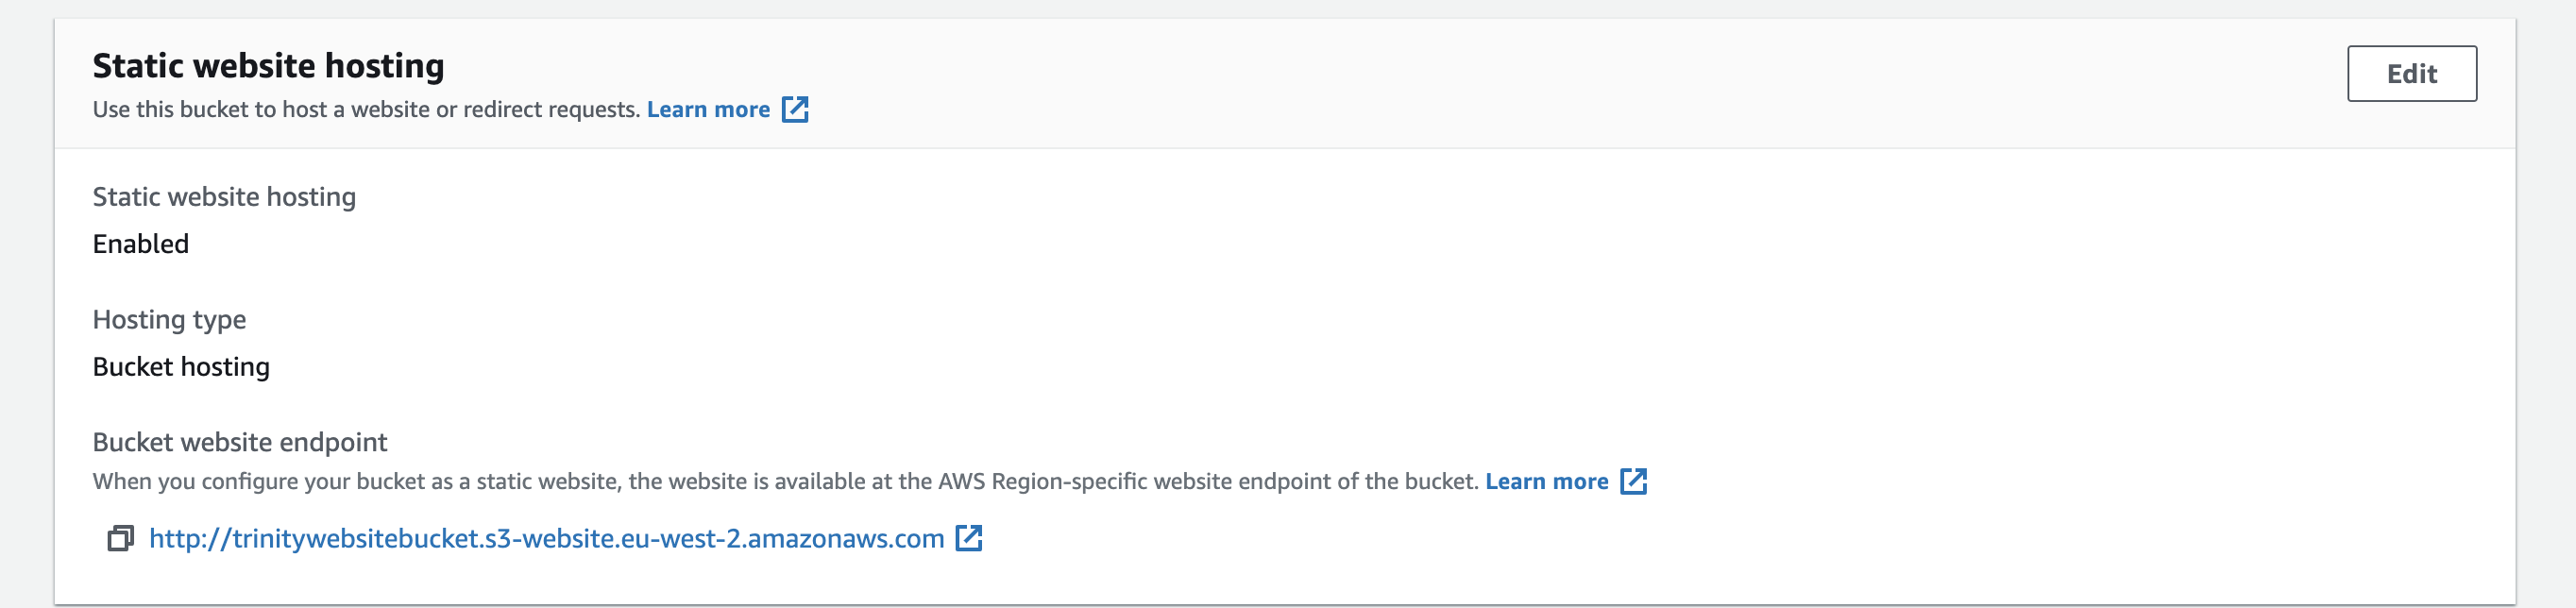 Static website hosting
Edit
Use this bucket to host a website or redirect requests. Learn more
Static website hosting
Enabled
Hosting type
Bucket hosting
Bucket website endpoint
When you configure your bucket as a static website, the website is available at the AWS Region-specific website endpoint of the bucket. Learn more
http://trinitywebsitebucket.s3-website.eu-west-2.amazonaws.com